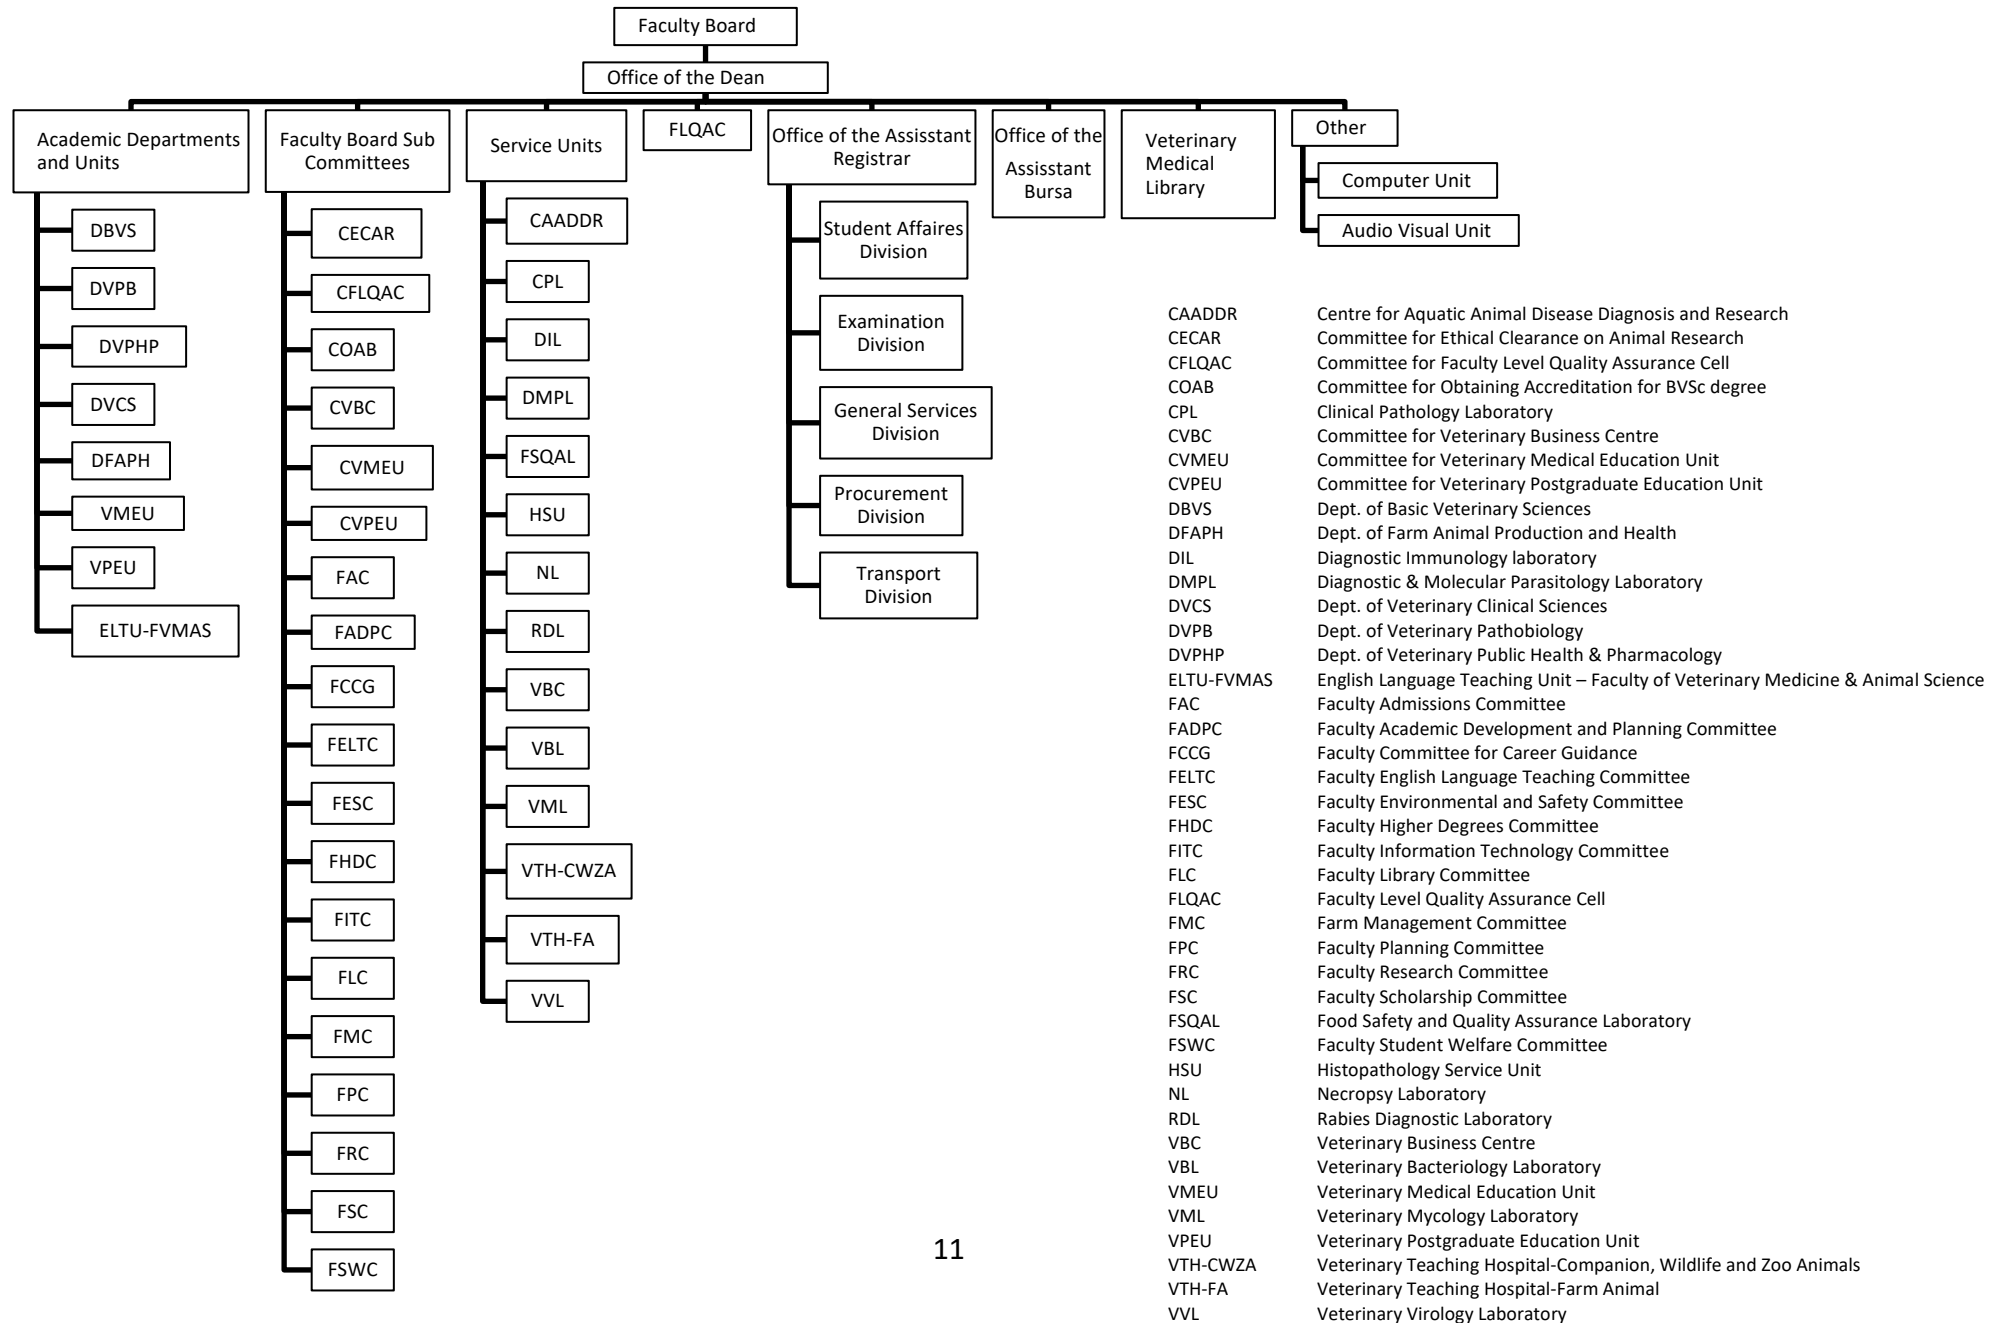 Faculty Board
Office of the Dean
Academic Departments
and Units
DBVS
DVPB
DVPHP
DVCS
DFAPH
VMEU
VPEU
ELTU-FVMAS
Faculty Board Sub
Committees
CECAR
CFLQAC
COAB
CVBC
CVMEU
CVPEU
FAC
FADPC
FCCG
FELTC
FESC
FHDC
FITC
FLC
FMC
FPC
FRC
FSC
FSWC
Service Units
CAADDR
CPL
DIL
DMPL
FSQAL
HSU
NL
RDL
VBC
VBL
VML
VTH-CWZA
VTH-FA
VVL
FLQAC
Office of the Assisstant
Registrar
Student Affaires
Division
Examination
Division
General Services
Division
Procurement
Division
Transport
Division
Office of the
Assisstant
Bursa
Veterinary
Medical
Library
Other
Computer Unit
Audio Visual Unit
CAADDR Centre for Aquatic Animal Disease Diagnosis and Research
CECAR Committee for Ethical Clearance on Animal Research
CFLQAC Committee for Faculty Level Quality Assurance Cell
COAB Committee for Obtaining Accreditation for BVSc degree
CPL Clinical Pathology Laboratory
CVBC Committee for Veterinary Business Centre
CVMEU Committee for Veterinary Medical Education Unit
CVPEU Committee for Veterinary Postgraduate Education Unit
DBVS Dept. of Basic Veterinary Sciences
DFAPH Dept. of Farm Animal Production and Health
DIL Diagnostic Immunology laboratory
DMPL Diagnostic & Molecular Parasitology Laboratory
DVCS Dept. of Veterinary Clinical Sciences
DVPB Dept. of Veterinary Pathobiology
DVPHP Dept. of Veterinary Public Health & Pharmacology
ELTU-FVMAS English Language Teaching Unit – Faculty of Veterinary Medicine & Animal Science
FAC Faculty Admissions Committee
FADPC Faculty Academic Development and Planning Committee
FCCG Faculty Committee for Career Guidance
FELTC Faculty English Language Teaching Committee
FESC Faculty Environmental and Safety Committee
FHDC Faculty Higher Degrees Committee
FITC Faculty Information Technology Committee
FLC Faculty Library Committee
FLQAC Faculty Level Quality Assurance Cell
FMC Farm Management Committee
FPC Faculty Planning Committee
FRC Faculty Research Committee
FSC Faculty Scholarship Committee
FSQAL Food Safety and Quality Assurance Laboratory
FSWC Faculty Student Welfare Committee
HSU Histopathology Service Unit
NL Necropsy Laboratory
RDL Rabies Diagnostic Laboratory
VBC Veterinary Business Centre
VBL Veterinary Bacteriology Laboratory
VMEU Veterinary Medical Education Unit
VML Veterinary Mycology Laboratory
VPEU Veterinary Postgraduate Education Unit
VTH-CWZA Veterinary Teaching Hospital-Companion, Wildlife and Zoo Animals
VTH-FA Veterinary Teaching Hospital-Farm Animal
VVL Veterinary Virology Laboratory
11